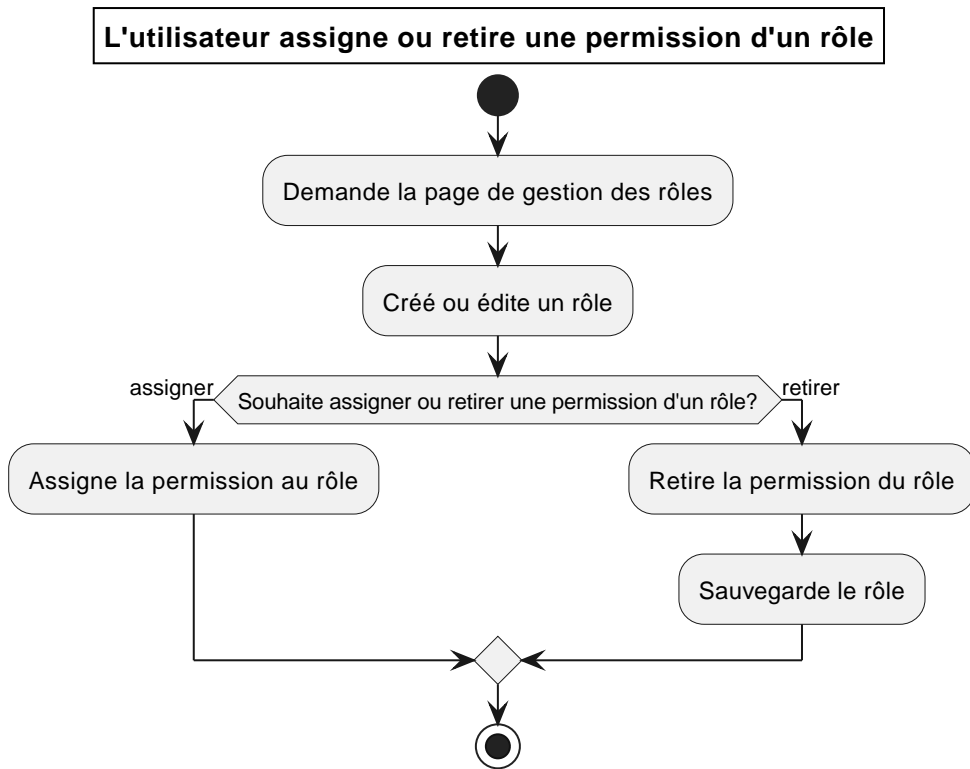 L'utilisateur assigne ou retire une permission d'un rôle
Demande la page de gestion des rôles
Créé ou édite un rôle
assigner
Souhaite assigner ou retirer une permission d'un rôle?
retirer
Assigne la permission au rôle
Retire la permission du rôle
Sauvegarde le rôle